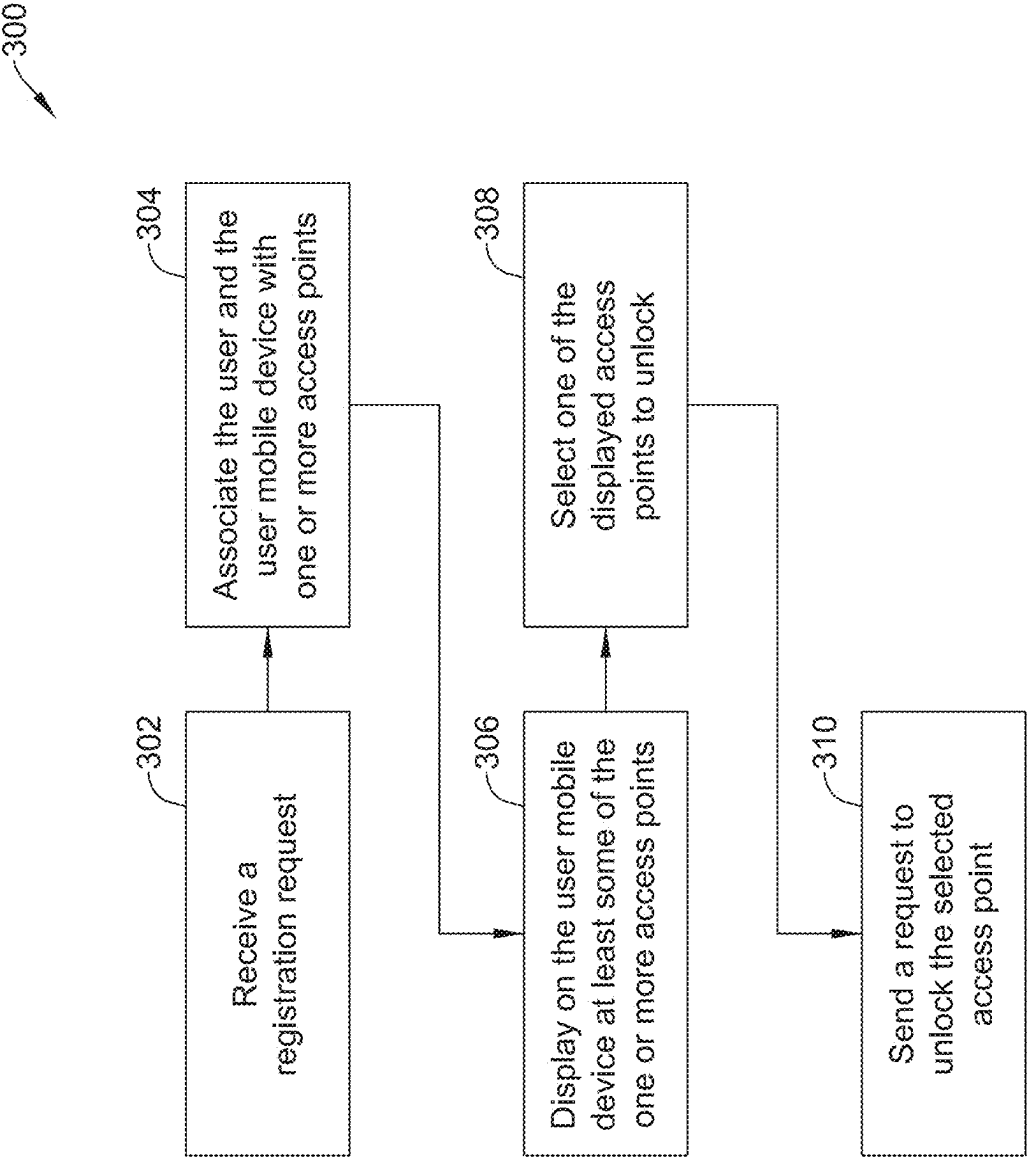 300
302
Receive a
registration request
304
Associate the user and the
user mobile device with
one or more access points
306
Display on the user mobile
device at least some of the
one or more access points
308
Select one of the
displayed access
points to unlock
310
Send a request to
unlock the selected
access point